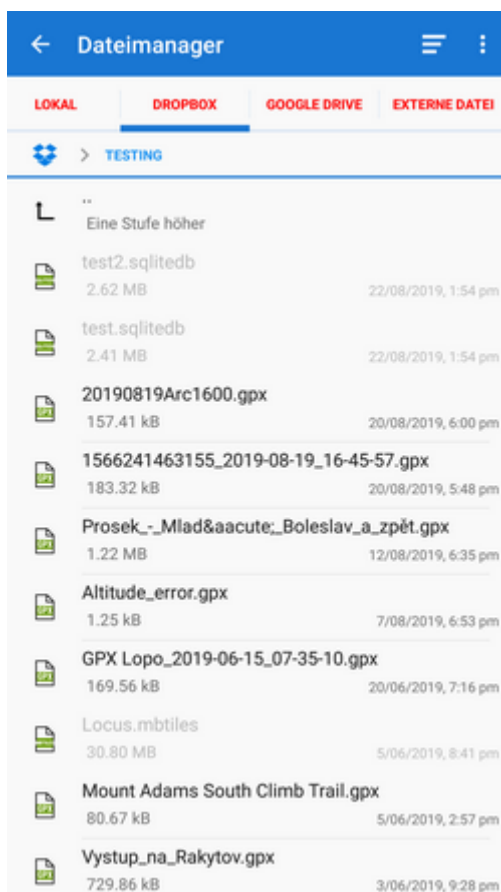 Dateimanager
LOKAL DROPBOX GOOGLE DRIVE EXTERNE DATEI
> TESTING
..
Eine Stufe höher
test2.sqlitedb
2.62 MB 22/08/2019, 1:54 pm
test.sqlitedb
2.41 MB 22/08/2019, 1:54 pm
GPX 20190819Arc1600.gpx
157.41 kB 20/08/2019, 6:00 pm
GPX 1566241463155_2019-08-19_16-45-57.gpx
183.32 kB 20/08/2019, 5:48 pm
GPX Prosek_-_Mlad&aacute;_Boleslav_a_zpět.gpx
1.22 MB 12/08/2019, 6:35 pm
GPX Altitude_error.gpx
1.25 kB 7/08/2019, 6:53 pm
GPX GPX Lopo_2019-06-15_07-35-10.gpx
169.56 kB 20/06/2019, 7:16 pm
Locus.mbtiles
30.80 MB 5/06/2019, 8:41 pm
GPX Mount Adams South Climb Trail.gpx
80.67 kB 5/06/2019, 2:57 pm
GPX Vystup_na_Rakytov.gpx
729.86 kB 3/06/2019, 9:28 pm